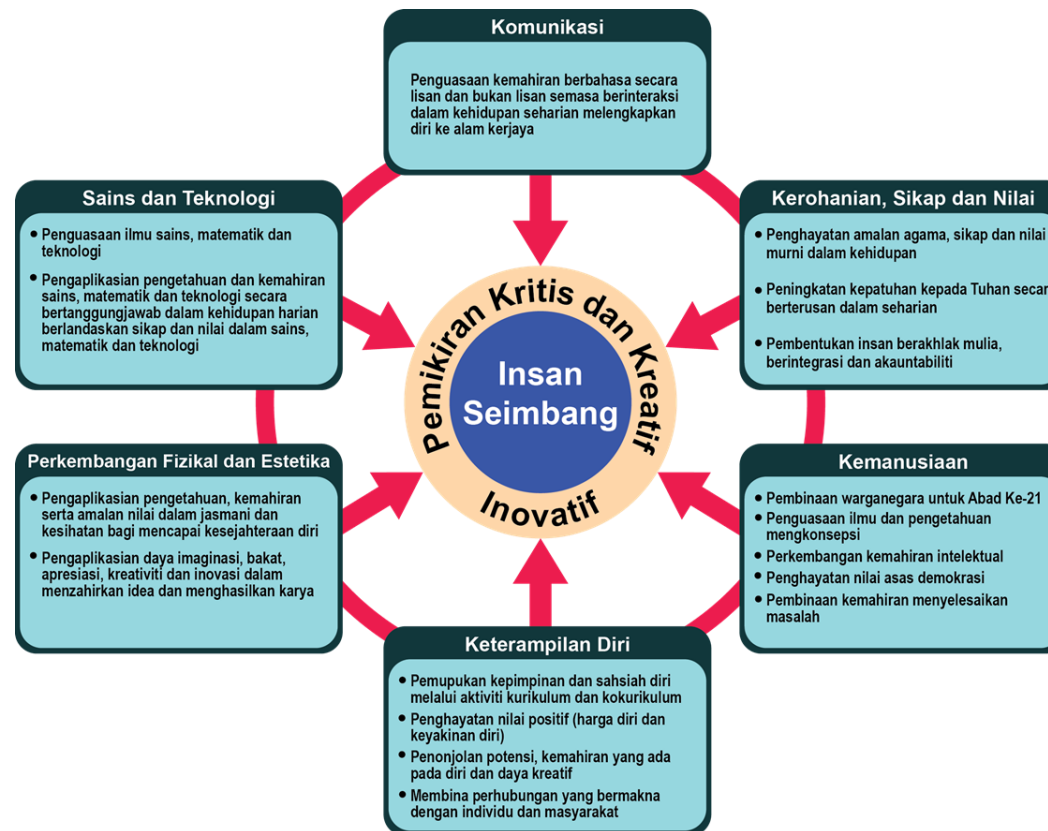 Komunikasi
Penguasaan kemahiran berbahasa secara
lisan dan bukan lisan semasa berinteraksi
dalam kehidupan seharian melengkapkan
diri ke alam kerjaya
Sains dan Teknologi
• Penguasaan ilmu sains, matematik dan
teknologi
• Pengaplikasian pengetahuan dan kemahiran
sains, matematik dan teknologi secara
bertanggungjawab dalam kehidupan harian
berlandaskan sikap dan nilai dalam sains,
matematik dan teknologi
Kerohanian, Sikap dan Nilai
• Penghayatan amalan agama, sikap dan nilai
murni dalam kehidupan
• Peningkatan kepatuhan kepada Tuhan secar
berterusan dalam seharian
• Pembentukan insan berakhlak mulia,
berintegrasi dan akauntabiliti
Pemikiran Kritis dan Kreatif
Insan
Seimbang
Inovatif
Perkembangan Fizikal dan Estetika
• Pengaplikasian pengetahuan, kemahiran
serta amalan nilai dalam jasmani dan
kesihatan bagi mencapai kesejahteraan diri
• Pengaplikasian daya imaginasi, bakat,
apresiasi, kreativiti dan inovasi dalam
menzahirkan idea dan menghasilkan karya
Kemanusiaan
• Pembinaan warganegara untuk Abad Ke-21
• Penguasaan ilmu dan pengetahuan
mengkonsepsi
• Perkembangan kemahiran intelektual
• Penghayatan nilai asas demokrasi
• Pembinaan kemahiran menyelesaikan
masalah
Keterampilan Diri
• Pemupukan kepimpinan dan sahsiah diri
melalui aktiviti kurikulum dan kokurikulum
• Penghayatan nilai positif (harga diri dan
keyakinan diri)
• Penonjolan potensi, kemahiran yang ada
pada diri dan daya kreatif
• Membina perhubungan yang bermakna
dengan individu dan masyarakat